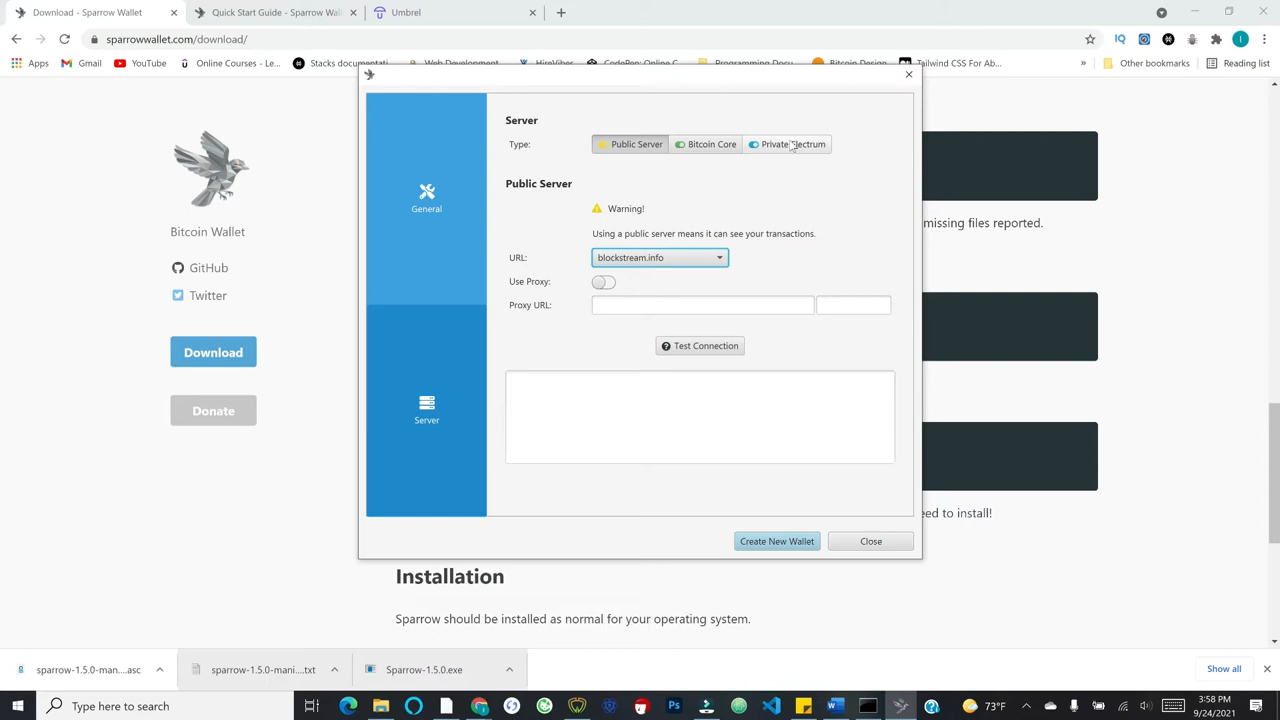 Download - Sparrow Wallet
Quick Start Guide - Sparrow Wallet
Umbrel
sparrowwallet.com/download/
Apps
Gmail
YouTube
Online Courses - L...
Stacks documentati...
Web Development
HireVibes
CodePen: Online C...
Programming Docu...
Bitcoin Design
Tailwind CSS For Ab...
»
Other bookmarks
Reading list
Server
Type:
Public Server
Bitcoin Core
Private Electrum
Public Server
Warning!
Using a public server means it can see your transactions.
URL:
blockstream.info
Use Proxy:
Proxy URL:
Test Connection
General
Server
Create New Wallet
Close
Bitcoin Wallet
GitHub
Twitter
Download
Donate
missing files reported.
eed to install!
Installation
Sparrow should be installed as normal for your operating system.
sparrow-1.5.0-man....asc
sparrow-1.5.0-mani....txt
Sparrow-1.5.0.exe
Show all
Type here to search
73°F
3:58 PM
9/24/2021